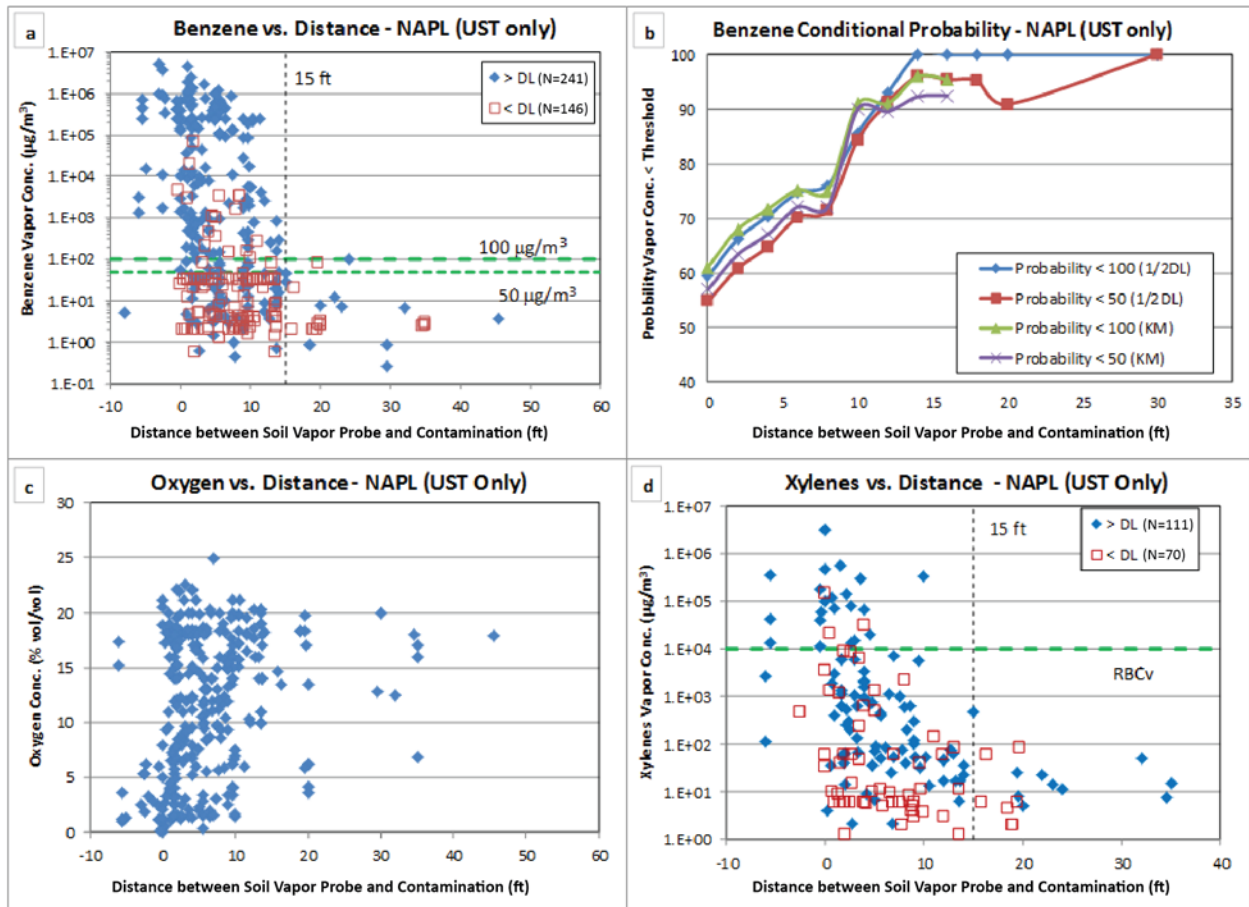 a
Benzene vs. Distance - NAPL (UST only)
1.E+07
1.E+06
1.E+05
1.E+04
1.E+03
1.E+02
1.E+01
1.E+00
1.E-01
Benzene Vapor Conc. (µg/m³)
15 ft
> DL (N=241)
< DL (N=146)
100 µg/m³
50 µg/m³
-10 0 10 20 30 40 50 60
Distance between Soil Vapor Probe and Contamination (ft)
b
Benzene Conditional Probability - NAPL (UST only)
100
90
80
70
60
50
40
Probability Vapor Conc. < Threshold
Probability < 100 (1/2DL)
Probability < 50 (1/2 DL)
Probability < 100 (KM)
Probability < 50 (KM)
0 5 10 15 20 25 30 35
Distance between Soil Vapor Probe and Contamination (ft)
c
Oxygen vs. Distance - NAPL (UST Only)
30
25
20
15
10
5
0
Oxygen Conc. (% vol/vol)
-10 0 10 20 30 40 50 60
Distance between Soil Vapor Probe and Contamination (ft)
d
Xylenes vs. Distance - NAPL (UST Only)
1.E+07
1.E+06
1.E+05
1.E+04
1.E+03
1.E+02
1.E+01
1.E+00
Xylenes Vapor Conc. (µg/m³)
15 ft
> DL (N=111)
< DL (N=70)
RBCv
-10 0 10 20 30 40
Distance between Soil Vapor Probe and Contamination (ft)